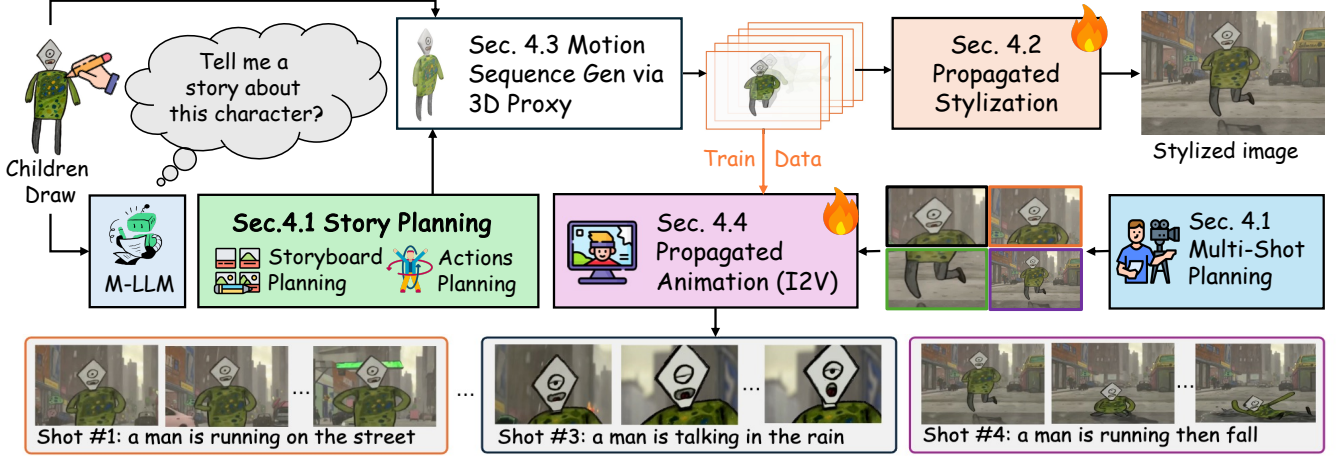 Tell me a
story about
this character?
Children
Draw
Sec. 4.3 Motion
Sequence Gen via
3D Proxy
Sec. 4.2
Propagated
Stylization
Stylized image
Train Data
M-LLM
Sec.4.1 Story Planning
Storyboard
Planning
Actions
Planning
Sec. 4.4
Propagated
Animation (I2V)
Sec. 4.1
Multi-Shot
Planning
...
Shot #1: a man is running on the street
...
...
Shot #3: a man is talking in the rain
...
Shot #4: a man is running then fall